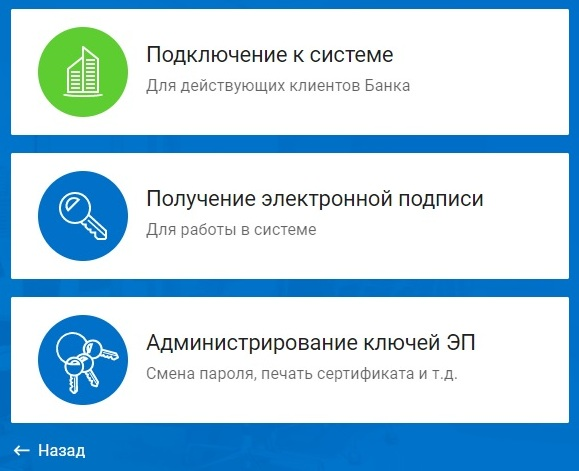 Подключение к системе
Для действующих клиентов Банка
Получение электронной подписи
Для работы в системе
Администрирование ключей ЭП
Смена пароля, печать сертификата и т.д.
← Назад